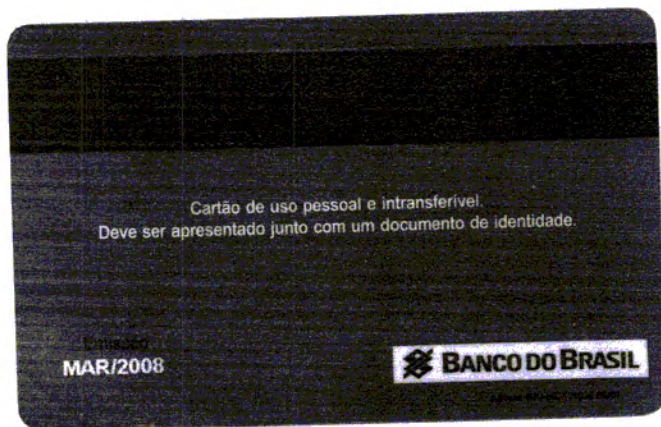 Cartão de uso pessoal e intransferível.
Deve ser apresentado junto com um documento de identidade.
Emissão
MAR/2008
BANCO DO BRASIL